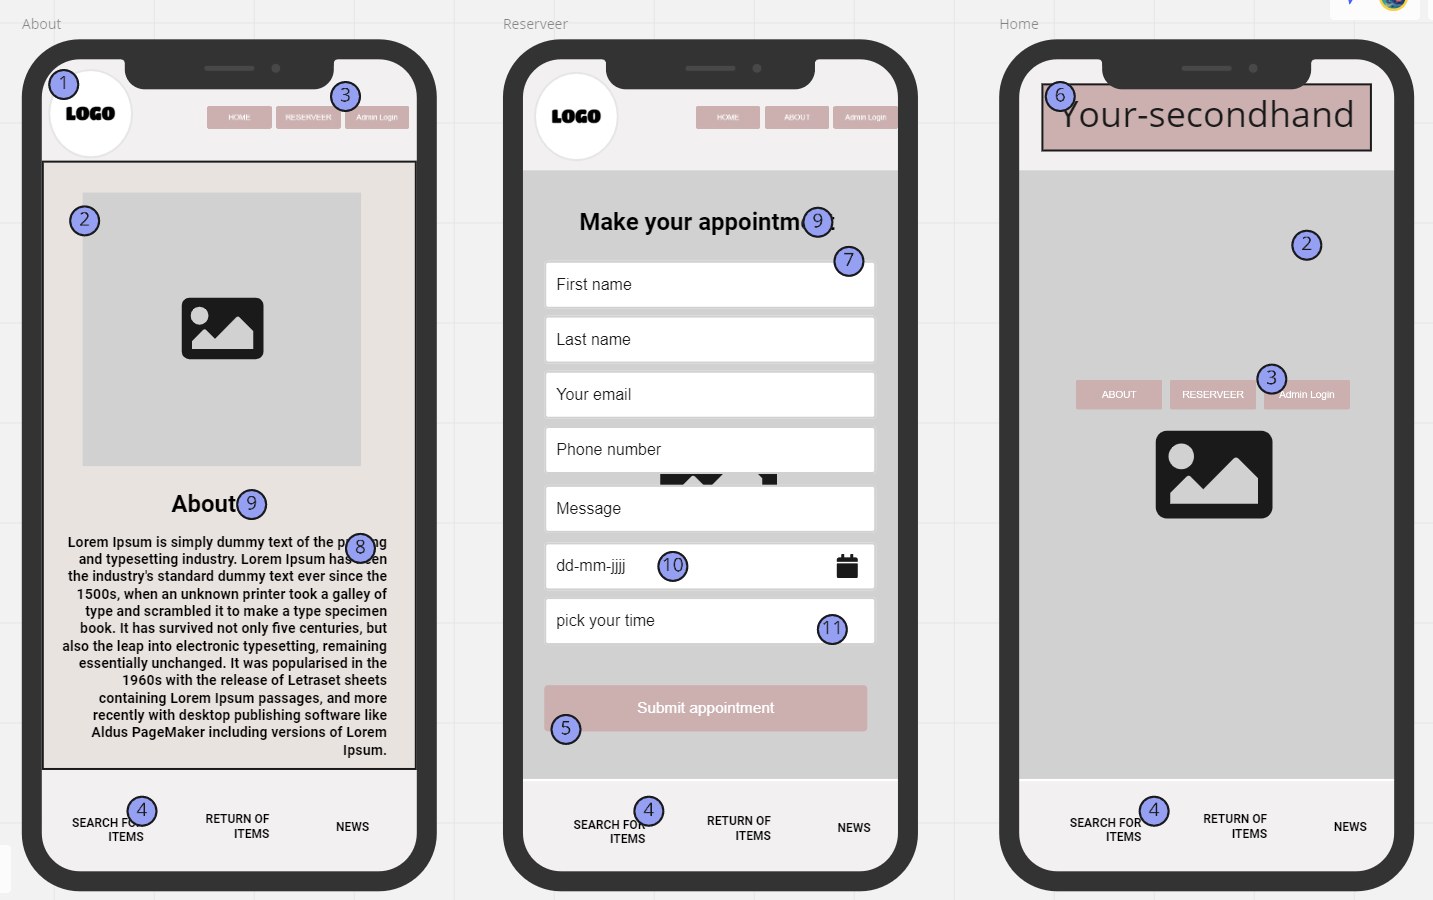 About
1
LOGO
3
HOME
RESERVEER
Admin Login
2
About
9
Lorem Ipsum is simply dummy text of the
8
and typesetting industry. Lorem Ipsum
the industry's standard dummy text ever since the
1500s, when an unknown printer took a galley of
type and scrambled it to make a type specimen
book. It has survived not only five centuries, but
also the leap into electronic typesetting, remaining
essentially unchanged. It was popularised in the
1960s with the release of Letraset sheets
containing Lorem Ipsum passages, and more
recently with desktop publishing software like
Aldus PageMaker including versions of Lorem
Ipsum.
4
SEARCH FOR
ITEMS
RETURN OF
ITEMS
NEWS
Reserveer
LOGO
HOME
ABOUT
Admin Login
Make your appointment
9
7
First name
Last name
Your email
Phone number
Message
dd-mm-jjjj
10
pick your time
11
Submit appointment
5
4
SEARCH FOR
ITEMS
RETURN OF
ITEMS
NEWS
Home
6
Your-secondhand
2
3
ABOUT
RESERVEER
Admin Login
4
SEARCH FOR
ITEMS
RETURN OF
ITEMS
NEWS